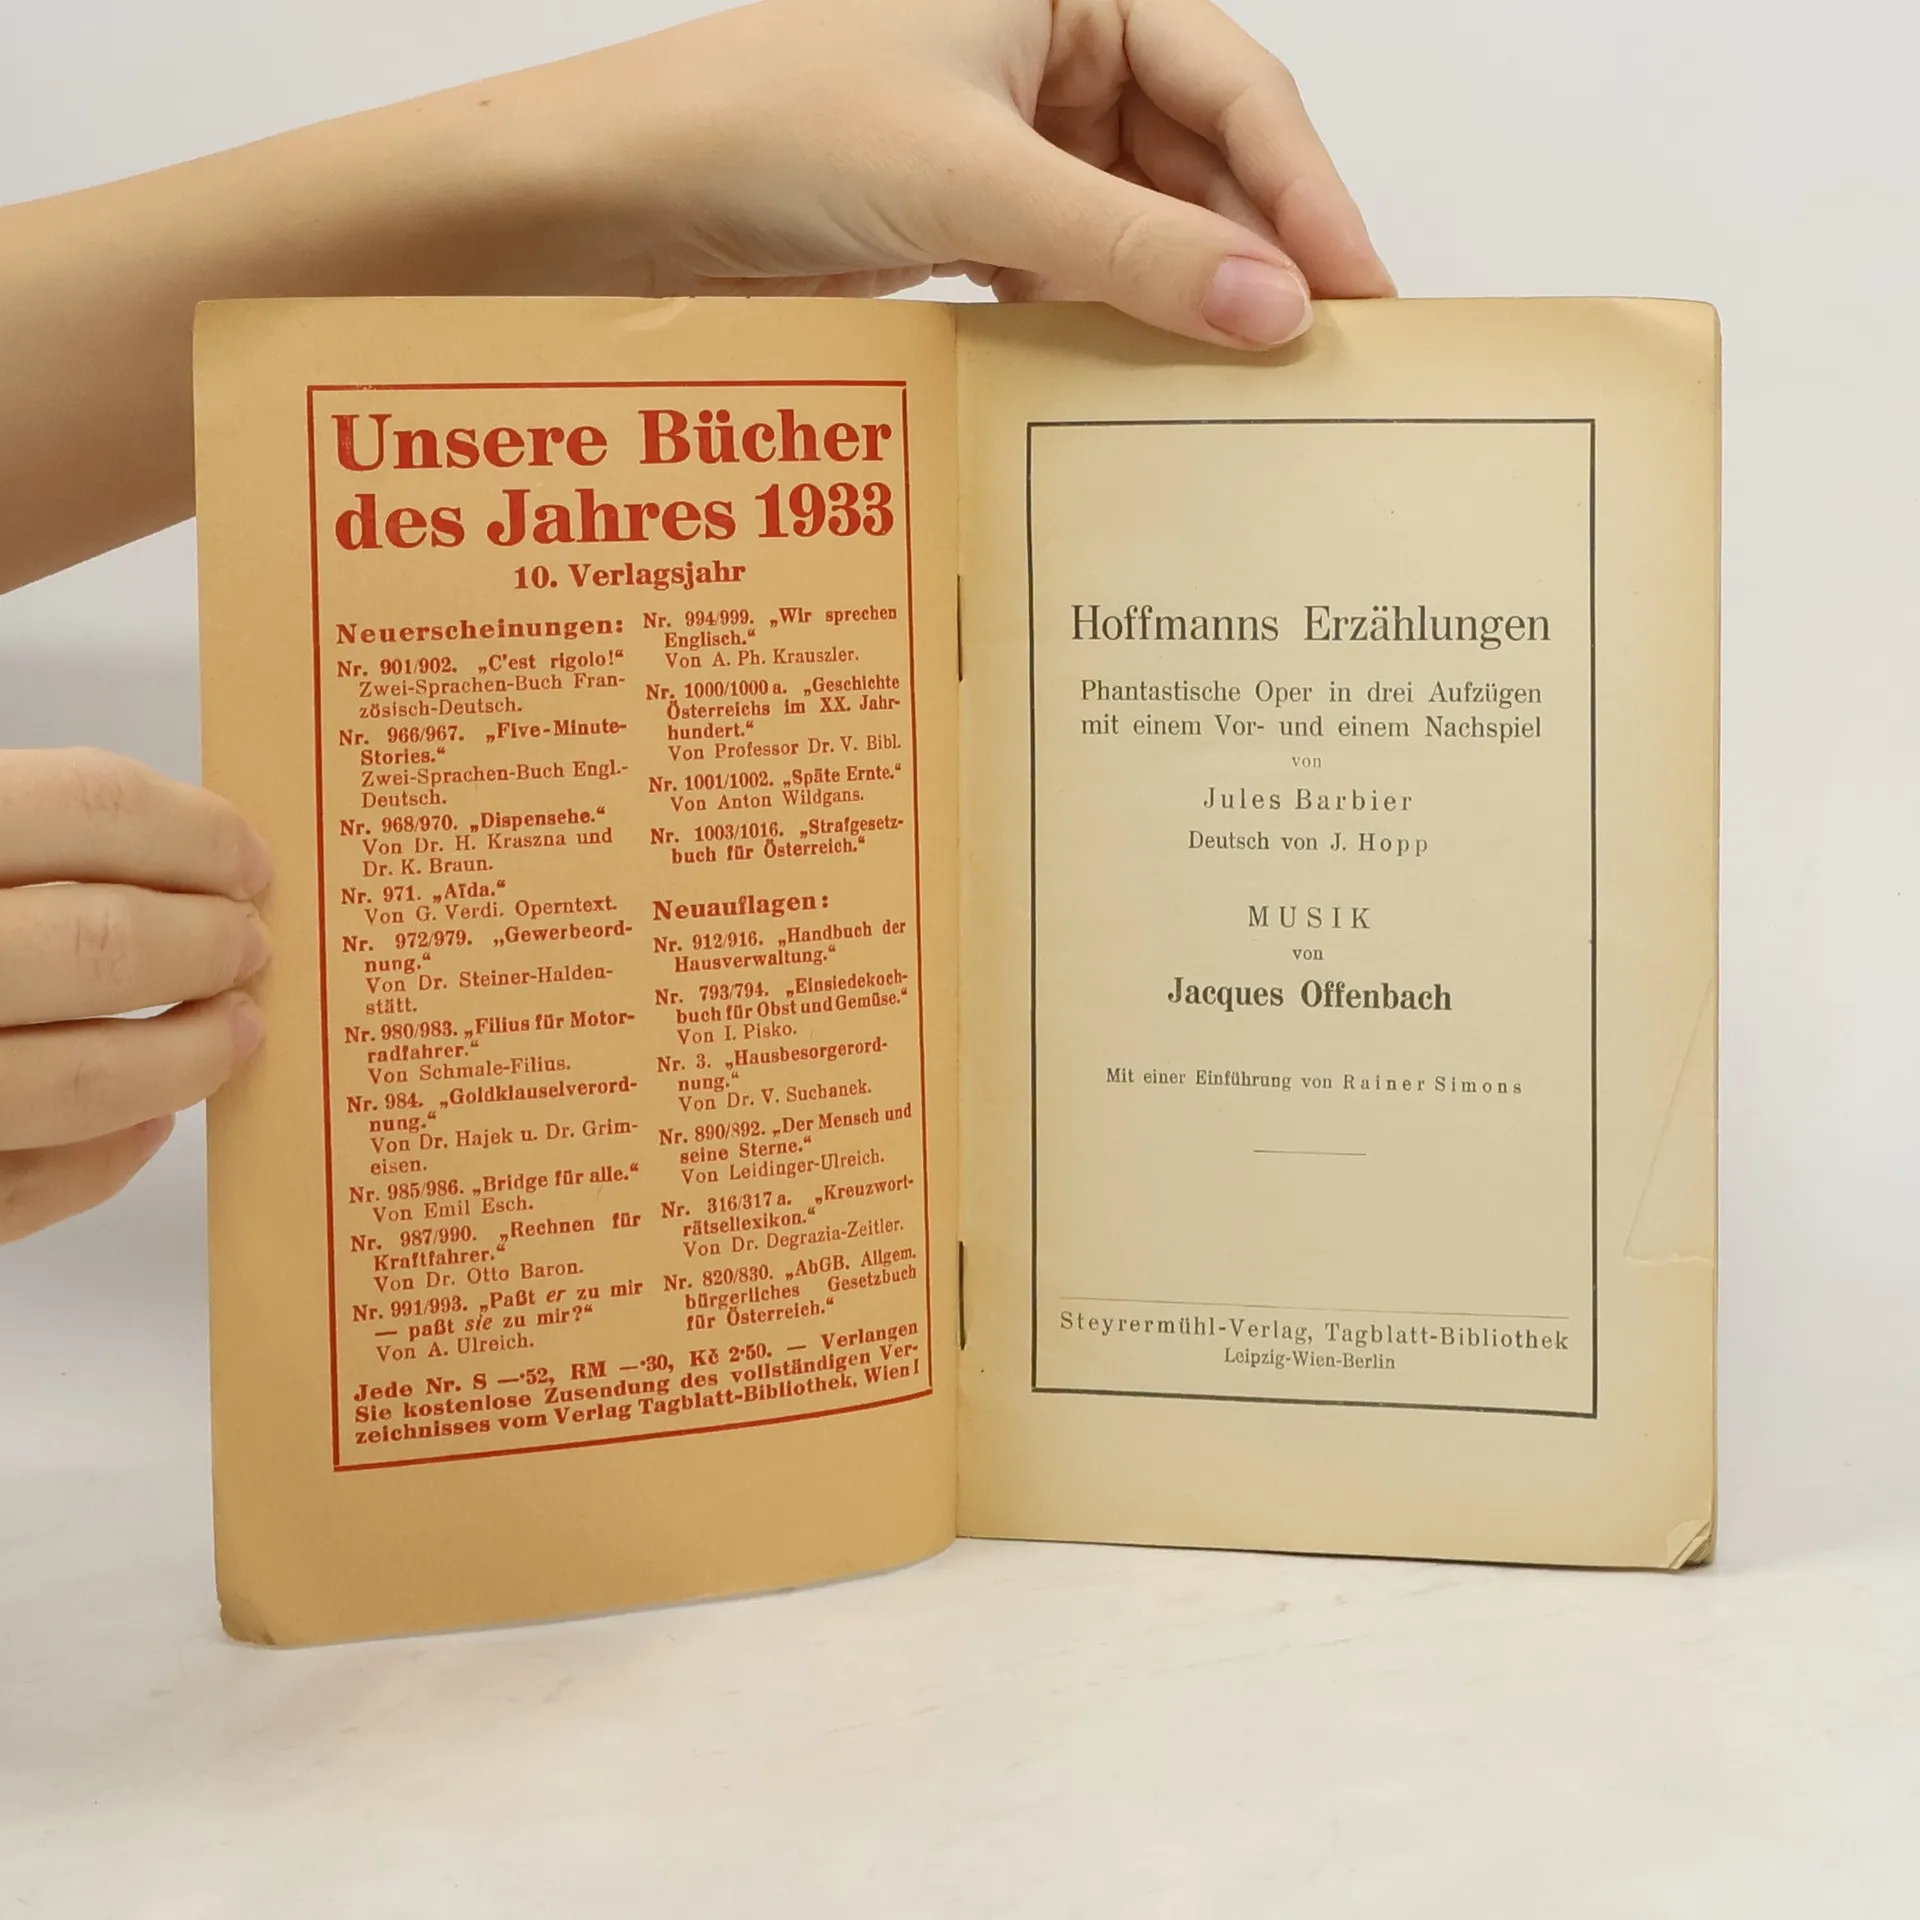 Unsere Bücher
des Jahres 1933
10. Verlagsjahr
Neuerscheinungen:
Nr. 901/902. „C'est rigolo!“
Zwei-Sprachen-Buch Fran-
zösisch-Deutsch.
Nr. 966/967. „Five-Minute-
Stories.“
Zwei-Sprachen-Buch Engl.-
Deutsch.
Nr. 968/970. „Dispensehe.“
Von Dr. H. Kraszna und
Dr. K. Braun.
Nr. 971. „Aïda.“
Von G. Verdi. Operntext.
Nr. 972/979. „Gewerbeord-
nung.“
Von Dr. Steiner-Halden-
stätt.
Nr. 980/983. „Filius für Motor-
radfahrer.“
Von Schmale-Filius.
Nr. 984. „Goldklauselverord-
nung.“
Von Dr. Hajek u. Dr. Grim-
eisen.
Nr. 985/986. „Bridge für alle.“
Von Emil Esch.
Nr. 987/990. „Rechnen für
Kraftfahrer.“
Von Dr. Otto Baron.
Nr. 991/993. „Paßt er zu mir
— paßt sie zu mir?“
Von A. Ulreich.
Nr. 994/999. „Wir sprechen
Englisch.“
Von A. Ph. Krauszler.
Nr. 1000/1000 a. „Geschichte
Österreichs im XX. Jahr-
hundert.“
Von Professor Dr. V. Bibl.
Nr. 1001/1002. „Späte Ernte.“
Von Anton Wildgans.
Nr. 1003/1016. „Strafgesetz-
buch für Österreich.“
Neuauflagen:
Nr. 912/916. „Handbuch der
Hausverwaltung.“
Nr. 793/794. „Einsiedekoch-
buch für Obst und Gemüse.“
Von I. Pisko.
Nr. 3. „Hausbesorgerord-
nung.“
Von Dr. V. Suchanek.
Nr. 890/892. „Der Mensch und
seine Sterne.“
Von Leidinger-Ulreich.
Nr. 316/317 a. „Kreuzwort-
rätsellexikon.“
Von Dr. Degrazia-Zeitler.
Nr. 820/830. „AbGB. Allgem.
bürgerliches Gesetzbuch
für Österreich.“
Jede Nr. S —·52, RM —·30, Kč 2·50. — Verlangen
Sie kostenlose Zusendung des vollständigen Ver-
zeichnisses vom Verlag Tagblatt-Bibliothek, Wien I
Hoffmanns Erzählungen
Phantastische Oper in drei Aufzügen
mit einem Vor- und einem Nachspiel
von
Jules Barbier
Deutsch von J. Hopp
MUSIK
von
Jacques Offenbach
Mit einer Einführung von Rainer Simons
Steyrermühl-Verlag, Tagblatt-Bibliothek
Leipzig-Wien-Berlin